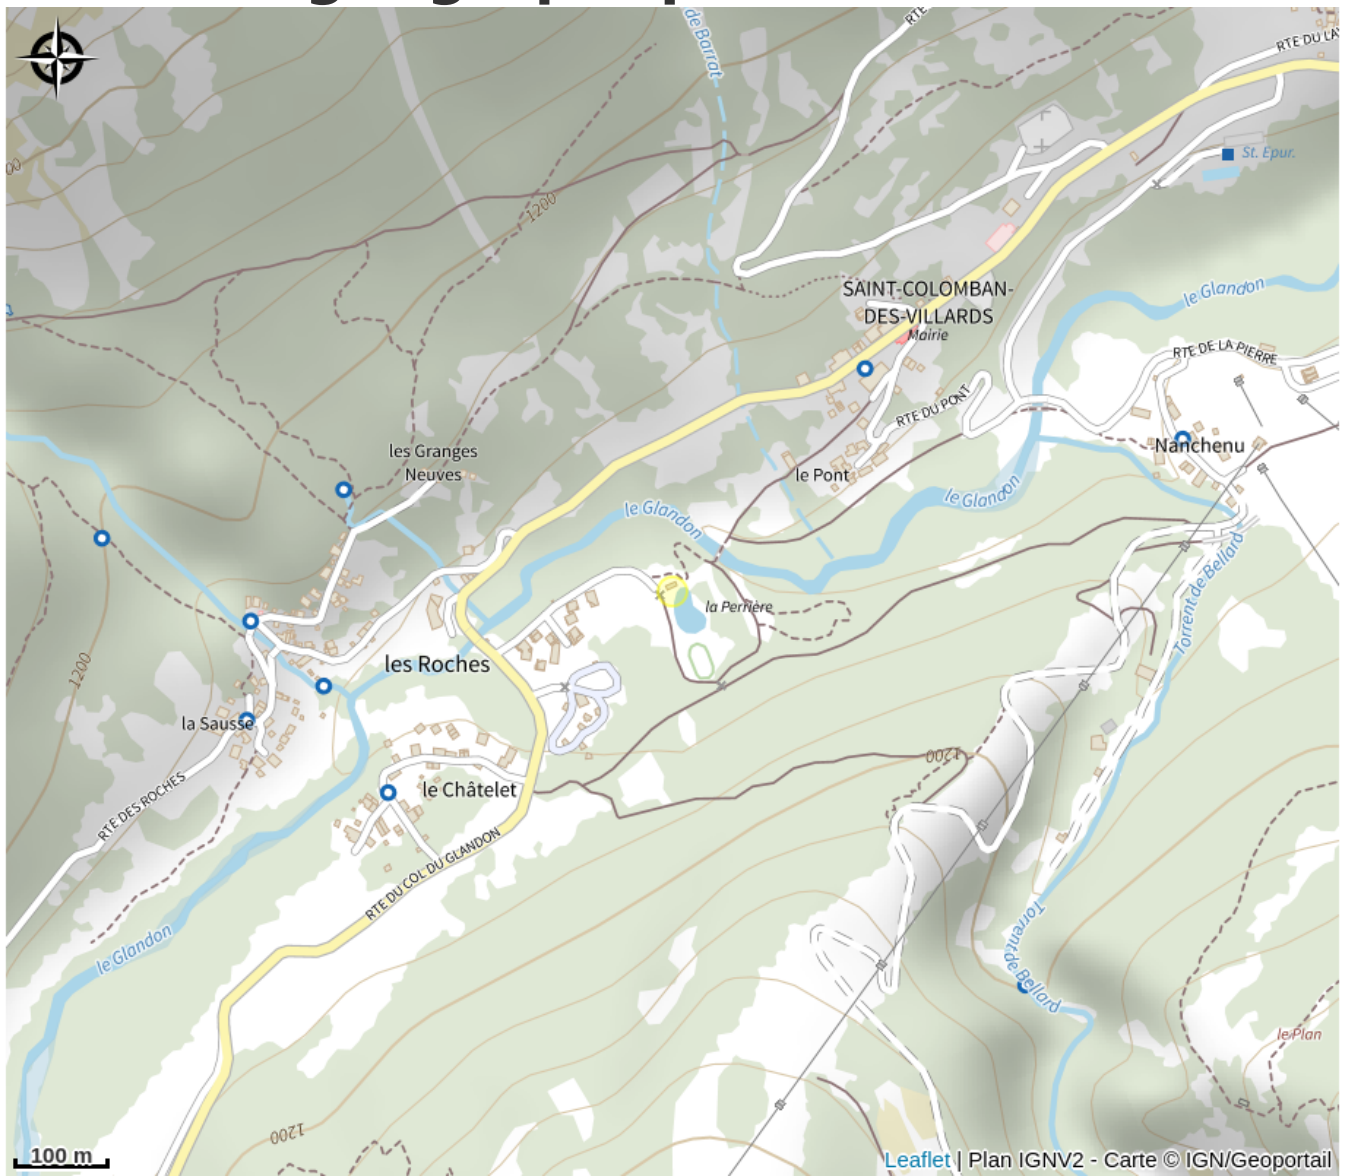 de Barrat
RTE
RTE DU LA
St. Epur.
00
1200
le Glandon
SAINT-COLOMBAN-
DES-VILLARDS
Mairie
RTE DE LA PIERRE
RTE DU PONT
Nanchenu
les Granges
Neuves
le Pont
le Glandon
le Glandon
Torrent de Bellard
la Perrière
les Roches
1200
la Sausse
1200
RTE DES ROCHES
le Châtelet
RTE DU COL DU GLANDON
le Glandon
Torrent de Bellard
le Plan
1200
100 m
Leaflet | Plan IGNV2 - Carte © IGN/Geoportail